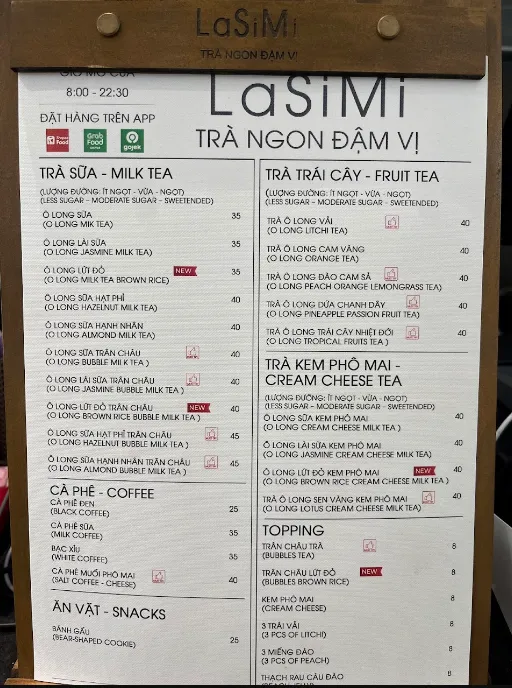 LaSiMi
TRÀ NGON ĐẬM VỊ
GIỜ MỞ CỬA
8:00 - 22:30
LaSiMi
TRÀ NGON ĐẬM VỊ
ĐẶT HÀNG TRÊN APP
Shopee Food
Grab Food
gojek
TRÀ SỮA - MILK TEA
(LƯỢNG ĐƯỜNG: ÍT NGỌT - VỪA - NGỌT)
(LESS SUGAR – MODERATE SUGAR - SWEETENDED)
Ô LONG SỮA 35
(O LONG MIK TEA)
Ô LONG LÀI SỮA 35
(O LONG JASMINE MILK TEA)
Ô LONG LỨT ĐỎ NEW 35
(O LONG MILK TEA BROWN RICE)
Ô LONG SỮA HẠT PHỈ 40
(O LONG HAZELNUT MILK TEA)
Ô LONG SỮA HẠNH NHÂN 40
(O LONG ALMOND MILK TEA)
Ô LONG SỮA TRÂN CHÂU 40
(O LONG BUBBLE MILK TEA )
Ô LONG LÀI SỮA TRÂN CHÂU 40
(O LONG JASMINE BUBBLE MILK TEA )
Ô LONG LỨT ĐỎ TRÂN CHÂU NEW 40
(O LONG BROWN RICE BUBBLE MILK TEA )
Ô LONG SỮA HẠT PHỈ TRÂN CHÂU 45
(O LONG HAZELNUT BUBBLE MILK TEA )
Ô LONG SỮA HẠNH NHÂN TRÂN CHÂU 45
(O LONG ALMOND BUBBLE MILK TEA )
CÀ PHÊ - COFFEE
CÀ PHÊ ĐEN 25
(BLACK COFFEE)
CÀ PHÊ SỮA 35
(MILK COFFEE)
BẠC XỈU 35
(WHITE COFFEE)
CÀ PHÊ MUỐI PHÔ MAI 40
(SALT COFFEE - CHEESE)
ĂN VẶT - SNACKS
BÁNH GẤU 25
(BEAR-SHAPED COOKIE)
TRÀ TRÁI CÂY - FRUIT TEA
(LƯỢNG ĐƯỜNG: ÍT NGỌT - VỪA - NGỌT)
(LESS SUGAR – MODERATE SUGAR - SWEETENDED)
TRÀ Ô LONG VẢI 40
(O LONG LITCHI TEA)
TRÀ Ô LONG CAM VÀNG 40
(O LONG ORANGE TEA)
TRÀ Ô LONG ĐÀO CAM SẢ 40
(O LONG PEACH ORANGE LEMONGRASS TEA)
TRÀ Ô LONG DỨA CHANH DÂY 40
(O LONG PINEAPPLE PASSION FRUIT TEA)
TRÀ Ô LONG TRÁI CÂY NHIỆT ĐỚI 40
(O LONG TROPICAL FRUITS TEA )
TRÀ KEM PHÔ MAI -
CREAM CHEESE TEA
(LƯỢNG ĐƯỜNG: ÍT NGỌT - VỪA - NGỌT)
(LESS SUGAR – MODERATE SUGAR - SWEETENDED)
Ô LONG SỮA KEM PHÔ MAI 40
(O LONG CREAM CHEESE MILK TEA)
Ô LONG LÀI SỮA KEM PHÔ MAI 40
(O LONG JASMINE CREAM CHEESE MILK TEA)
Ô LONG LỨT ĐỎ KEM PHÔ MAI NEW 40
(O LONG BROWN RICE CREAM CHEESE MILK TEA )
TRÀ Ô LONG SEN VÀNG KEM PHÔ MAI 40
(O LONG LOTUS CREAM CHEESE MILK TEA)
TOPPING
TRÂN CHÂU TRÀ 8
(BUBBLES TEA)
TRÂN CHÂU LỨT ĐỎ NEW 8
(BUBBLES BROWN RICE)
KEM PHÔ MAI 8
(CREAM CHEESE)
3 TRÁI VẢI 8
(3 PCS OF LITCHI)
3 MIẾNG ĐÀO 8
(3 PCS OF PEACH)
THẠCH RAU CÂU ĐÀO 8